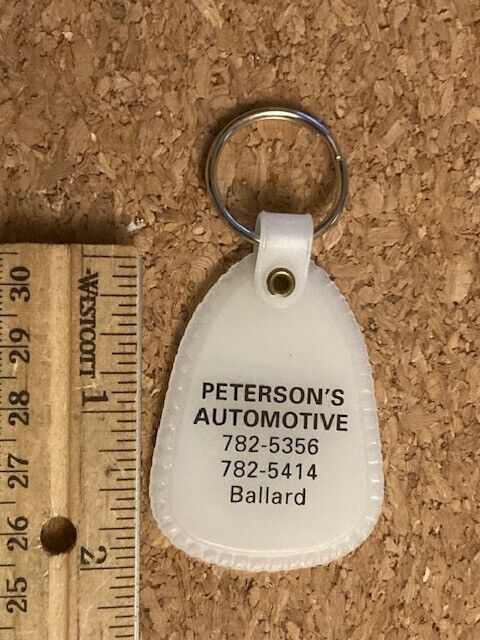 PETERSON'S
AUTOMOTIVE
782-5356
782-5414
Ballard
WESTCOTT
1
2
30
29
28
27
26
25